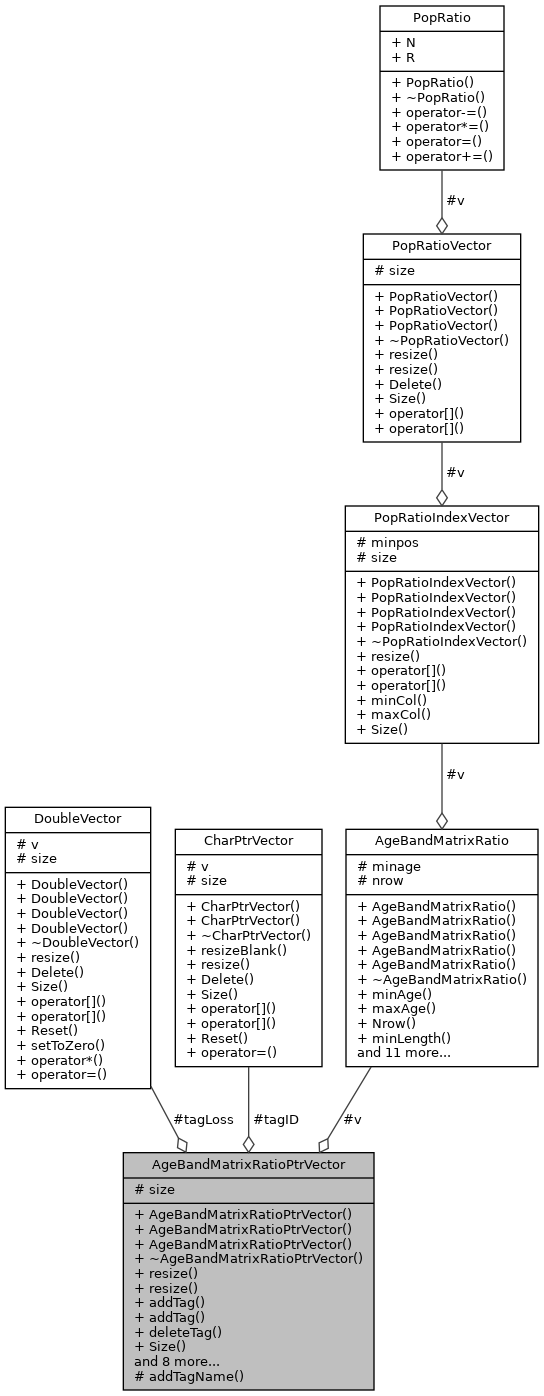 PopRatio
+ N
+ R
+ PopRatio()
+ ~PopRatio()
+ operator-=()
+ operator*=()
+ operator=()
+ operator+=()
#v
PopRatioVector
# size
+ PopRatioVector()
+ PopRatioVector()
+ PopRatioVector()
+ ~PopRatioVector()
+ resize()
+ resize()
+ Delete()
+ Size()
+ operator[]()
+ operator[]()
#v
PopRatioIndexVector
# minpos
# size
+ PopRatioIndexVector()
+ PopRatioIndexVector()
+ PopRatioIndexVector()
+ PopRatioIndexVector()
+ ~PopRatioIndexVector()
+ resize()
+ operator[]()
+ operator[]()
+ minCol()
+ maxCol()
+ Size()
#v
DoubleVector
# v
# size
+ DoubleVector()
+ DoubleVector()
+ DoubleVector()
+ DoubleVector()
+ ~DoubleVector()
+ resize()
+ Delete()
+ Size()
+ operator[]()
+ operator[]()
+ Reset()
+ setToZero()
+ operator*()
+ operator=()
CharPtrVector
# v
# size
+ CharPtrVector()
+ CharPtrVector()
+ ~CharPtrVector()
+ resizeBlank()
+ resize()
+ Delete()
+ Size()
+ operator[]()
+ operator[]()
+ Reset()
+ operator=()
AgeBandMatrixRatio
# minage
# nrow
+ AgeBandMatrixRatio()
+ AgeBandMatrixRatio()
+ AgeBandMatrixRatio()
+ AgeBandMatrixRatio()
+ AgeBandMatrixRatio()
+ ~AgeBandMatrixRatio()
+ minAge()
+ maxAge()
+ Nrow()
+ minLength()
and 11 more...
#tagLoss
#tagID
#v
AgeBandMatrixRatioPtrVector
# size
+ AgeBandMatrixRatioPtrVector()
+ AgeBandMatrixRatioPtrVector()
+ AgeBandMatrixRatioPtrVector()
+ ~AgeBandMatrixRatioPtrVector()
+ resize()
+ resize()
+ addTag()
+ addTag()
+ deleteTag()
+ Size()
and 8 more...
# addTagName()